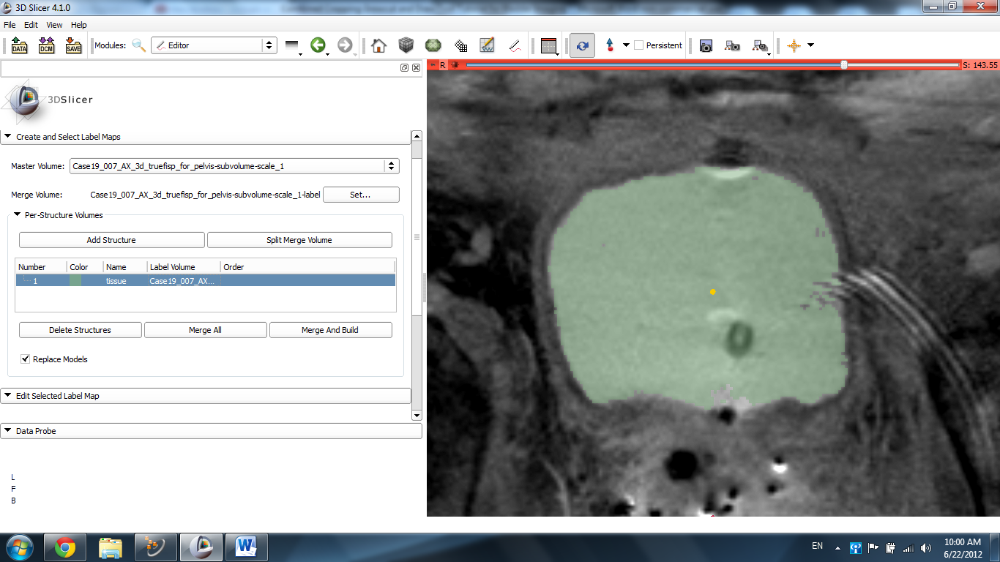 3D Slicer 4.1.0
File Edit View Help
DATA DCM SAVE Modules: Editor Persistent
R S: 143.55
3DSlicer
Create and Select Label Maps
Master Volume: Case19_007_AX_3d_truefisp_for_pelvis-subvolume-scale_1
Merge Volume: Case19_007_AX_3d_truefisp_for_pelvis-subvolume-scale_1-label Set...
Per-Structure Volumes
Add Structure Split Merge Volume
Number Color Name Label Volume Order
1 tissue Case19_007_AX...
Delete Structures Merge All Merge And Build
Replace Models
Edit Selected Label Map
Data Probe
L
F
B
EN 10:00 AM
6/22/2012